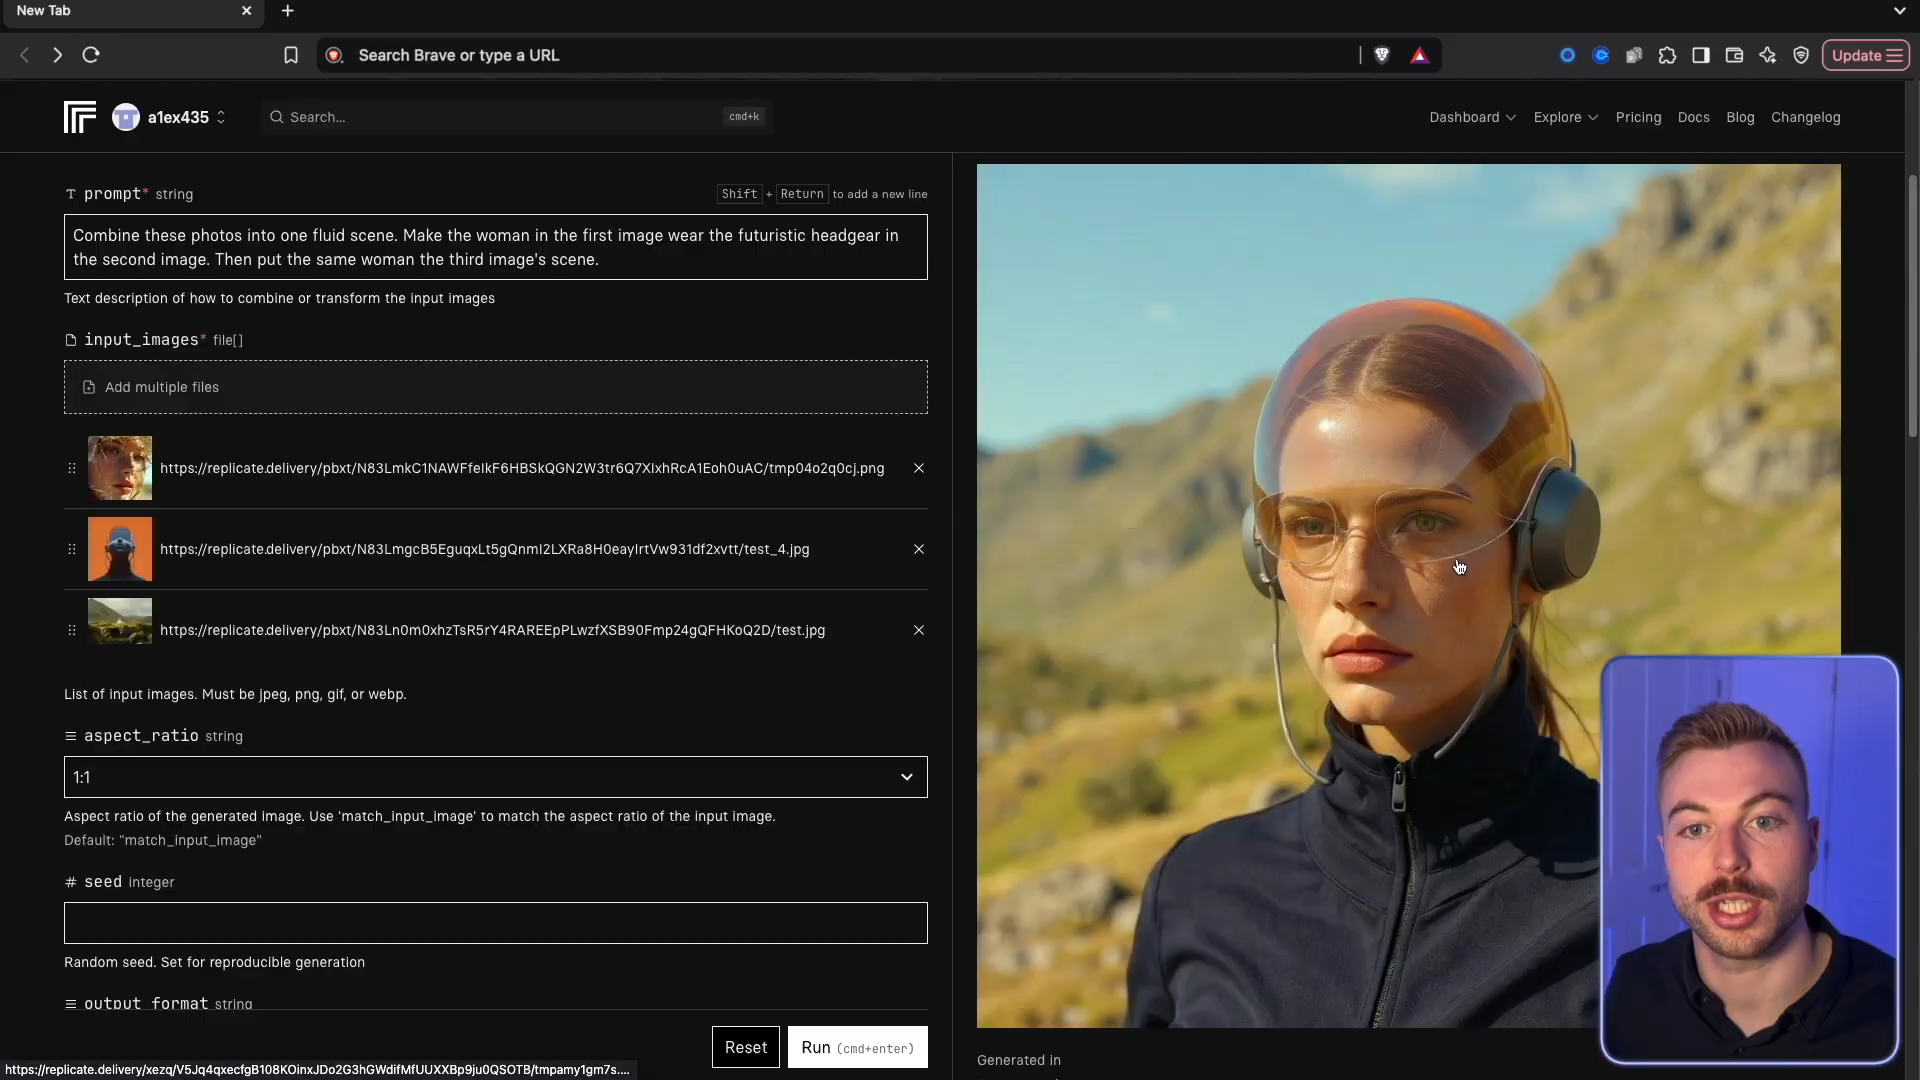 New Tab
Search Brave or type a URL
Update
a1ex435
Search...
cmd+k
Dashboard
Explore
Pricing
Docs
Blog
Changelog
prompt* string
Shift + Return to add a new line
Combine these photos into one fluid scene. Make the woman in the first image wear the futuristic headgear in
the second image. Then put the same woman the third image's scene.
Text description of how to combine or transform the input images
input_images* file[]
Add multiple files
https://replicate.delivery/pbxt/N83LmkC1NAWFfeIkF6HBSkQGN2W3tr6Q7XIxhRcA1Eoh0uAC/tmp04o2q0cj.png
https://replicate.delivery/pbxt/N83LmgcB5EguqxLt5gQnmI2LXRa8H0eayIrtVw931df2xvtt/test_4.jpg
https://replicate.delivery/pbxt/N83Ln0m0xhzTsR5rY4RAREEpPLwzfXSB90Fmp24gQFHKoQ2D/test.jpg
List of input images. Must be jpeg, png, gif, or webp.
aspect_ratio string
1:1
Aspect ratio of the generated image. Use 'match_input_image' to match the aspect ratio of the input image.
Default: "match_input_image"
# seed integer
Random seed. Set for reproducible generation
output_format string
Reset
Run (cmd+enter)
Generated in
https://replicate.delivery/xezq/V5Jq4qxecfgB108KOinxJDo2G3hGWdifMfUUXXBp9ju0QSOTB/tmpamy1gm7s....